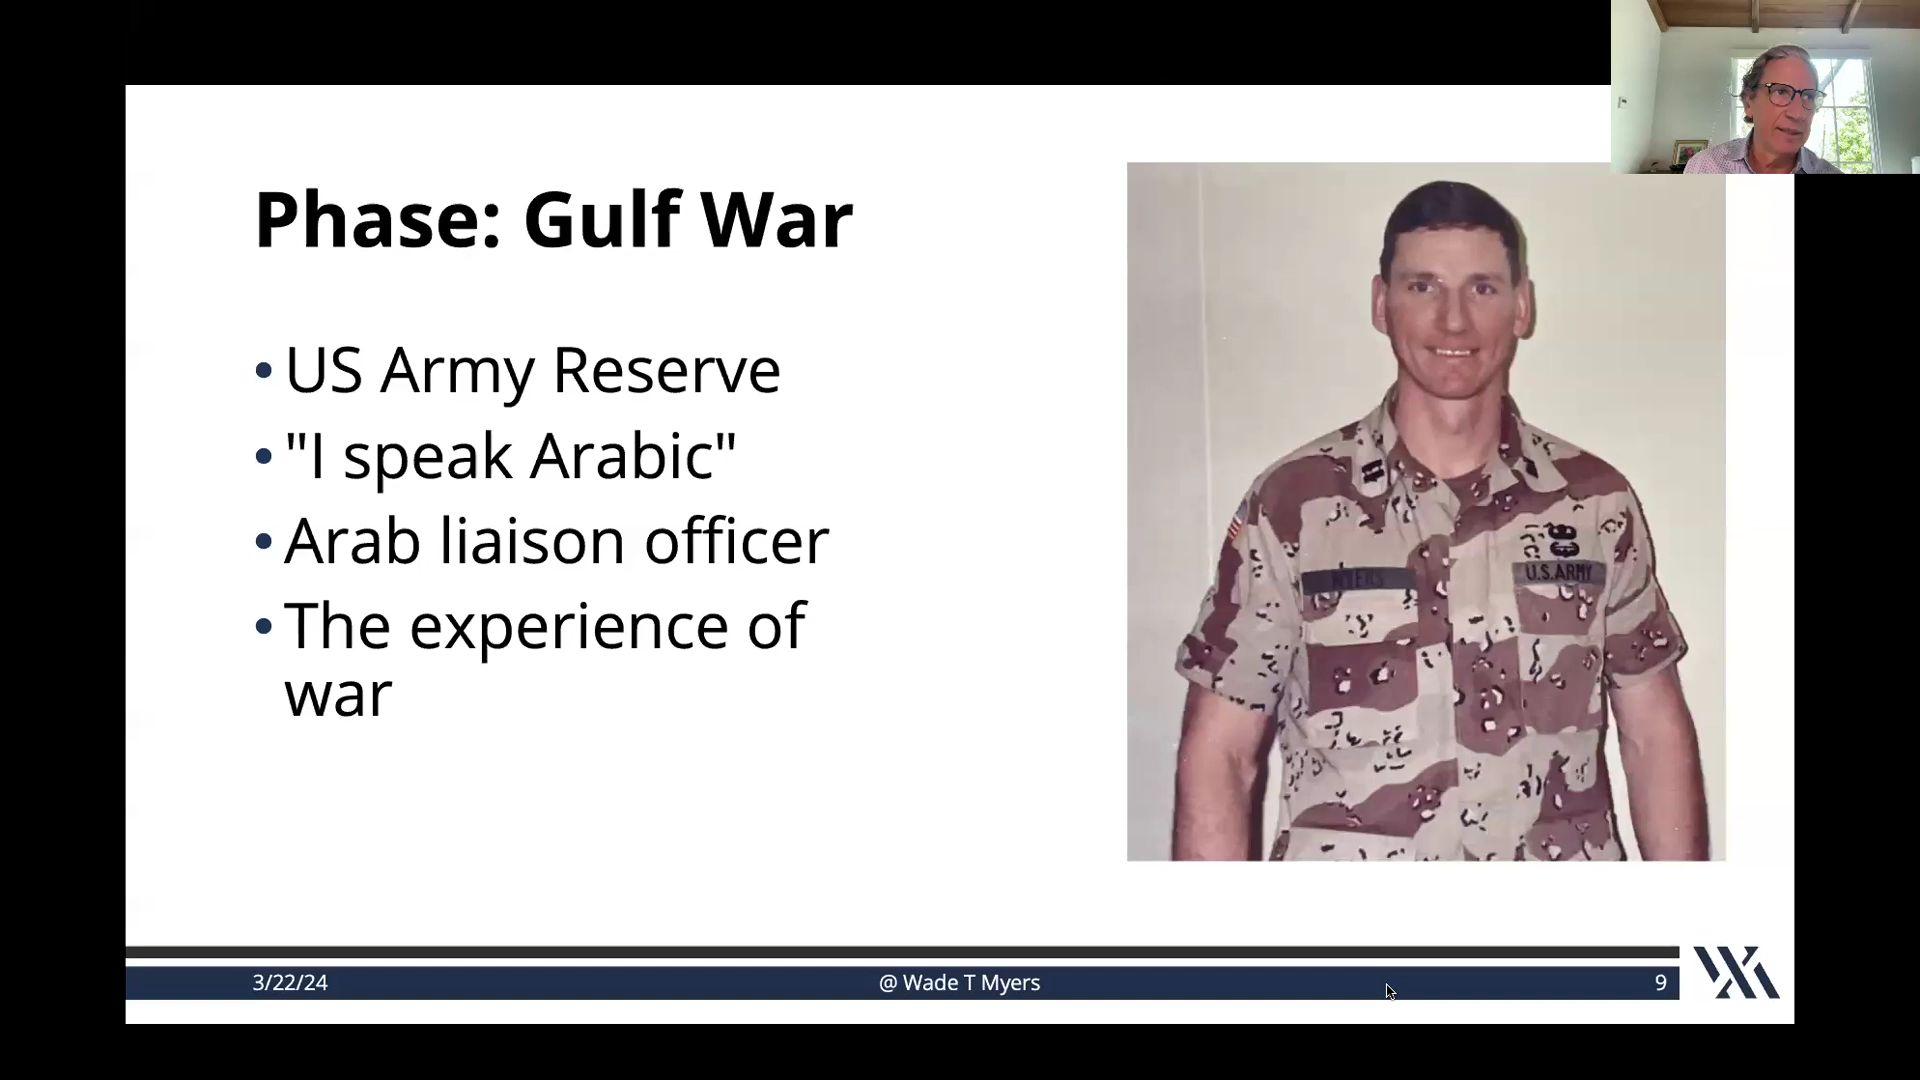 Phase: Gulf War
• US Army Reserve
• "I speak Arabic"
• Arab liaison officer
• The experience of
war
MYERS
U.S.ARMY
3/22/24
@ Wade T Myers
9